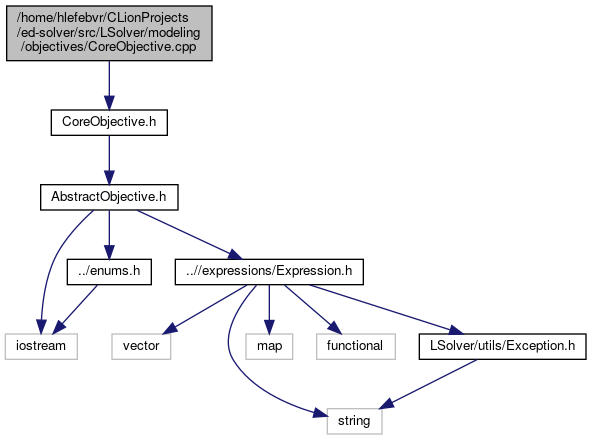 /home/hlefebvr/CLionProjects
/ed-solver/src/LSolver/modeling
/objectives/CoreObjective.cpp
CoreObjective.h
AbstractObjective.h
../enums.h
..//expressions/Expression.h
iostream
vector
map
functional
LSolver/utils/Exception.h
string